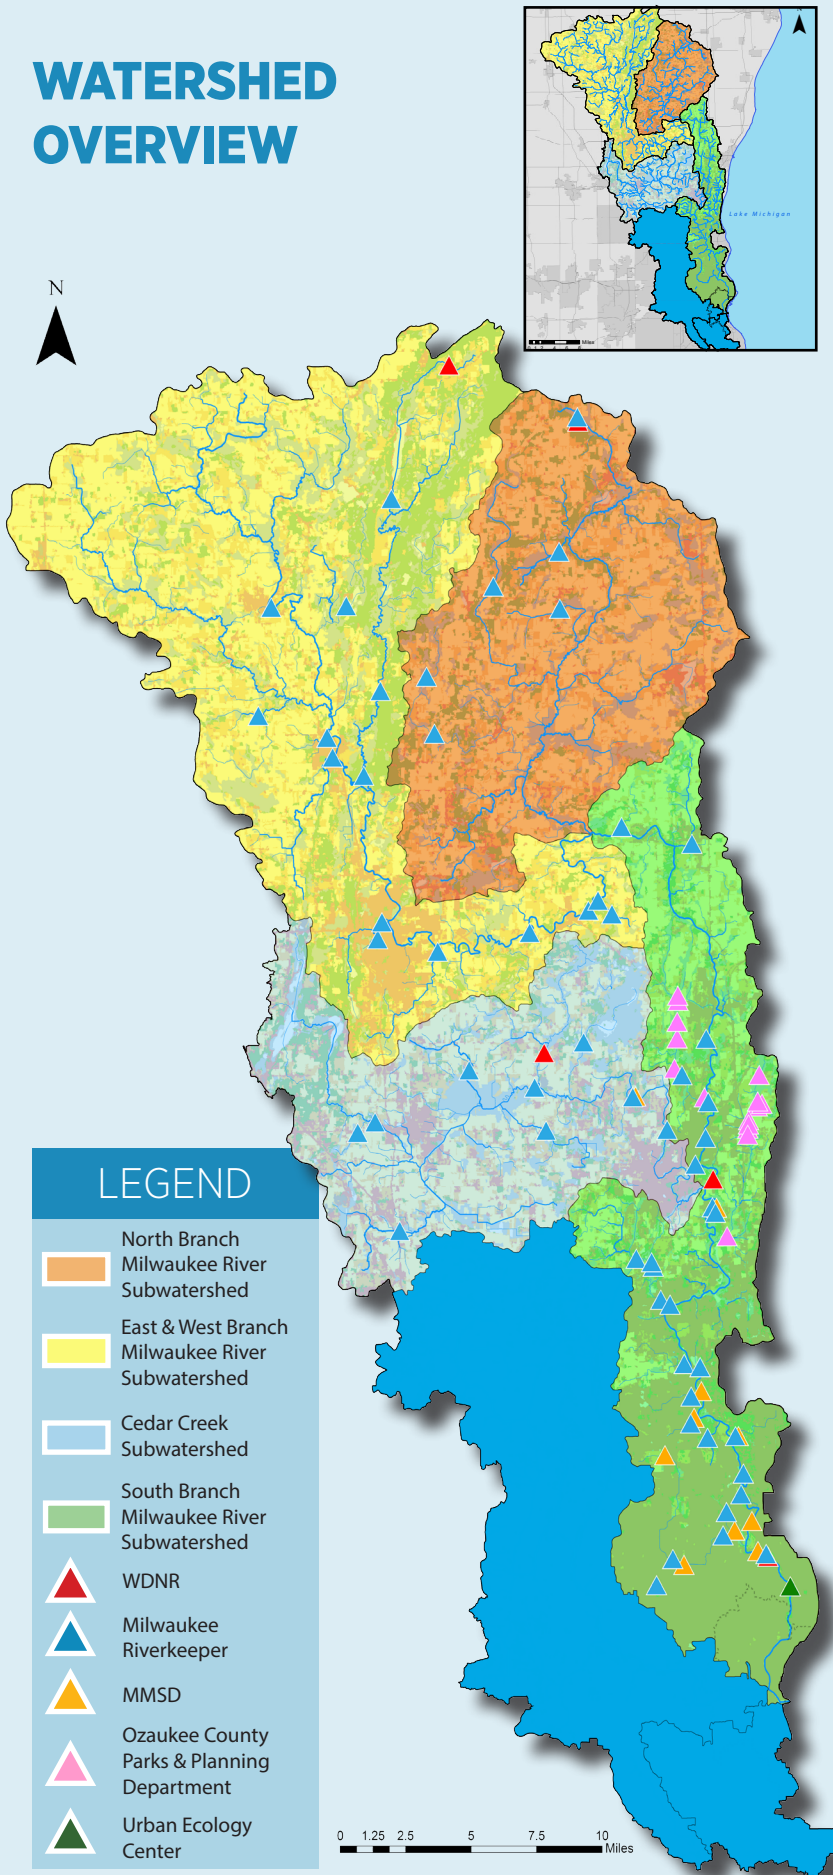 WATERSHED
OVERVIEW
Lake Michigan
Miles
N
LEGEND
North Branch
Milwaukee River
Subwatershed
East & West Branch
Milwaukee River
Subwatershed
Cedar Creek
Subwatershed
South Branch
Milwaukee River
Subwatershed
WDNR
Milwaukee
Riverkeeper
MMSD
Ozaukee County
Parks & Planning
Department
Urban Ecology
Center
0 1.25 2.5 5 7.5 10
Miles